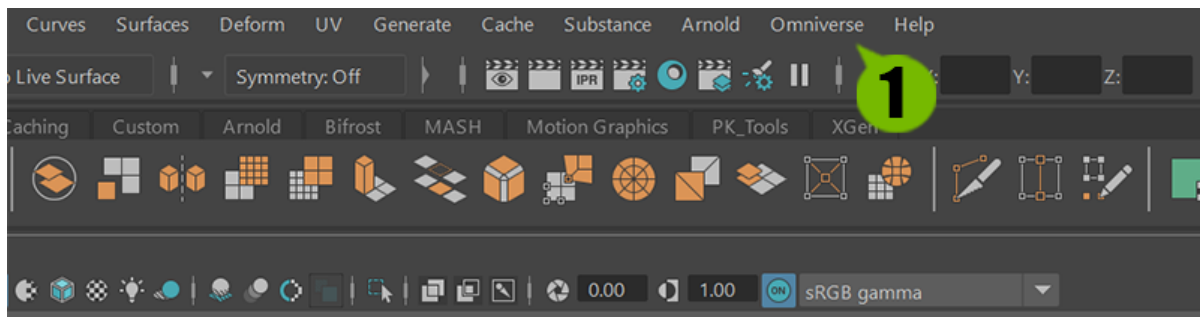 Curves Surfaces Deform UV Generate Cache Substance Arnold Omniverse Help
Live Surface Symmetry: Off IPR 1 : Y: Z:
Caching Custom Arnold Bifrost MASH Motion Graphics PK_Tools XGen
0.00 1.00 ON sRGB gamma